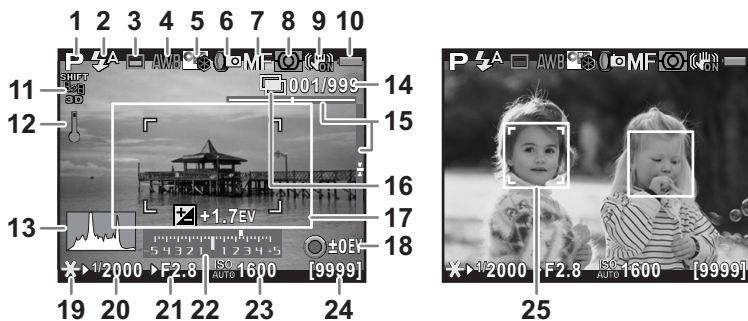 1 2 3 4 5 6 7 8 9 10
P A AWB MF ON
SHIFT
3D
11
12
13
001/999
14
15
16
17
+1.7EV
-5 4 3 2 1 1 2 3 4 +5
±0EV
18
1/2000 F2.8 ISO AUTO 1600 [9999]
19 20 21 22 23 24
P A AWB MF ON
1/2000 F2.8 ISO AUTO 1600 [9999]
25